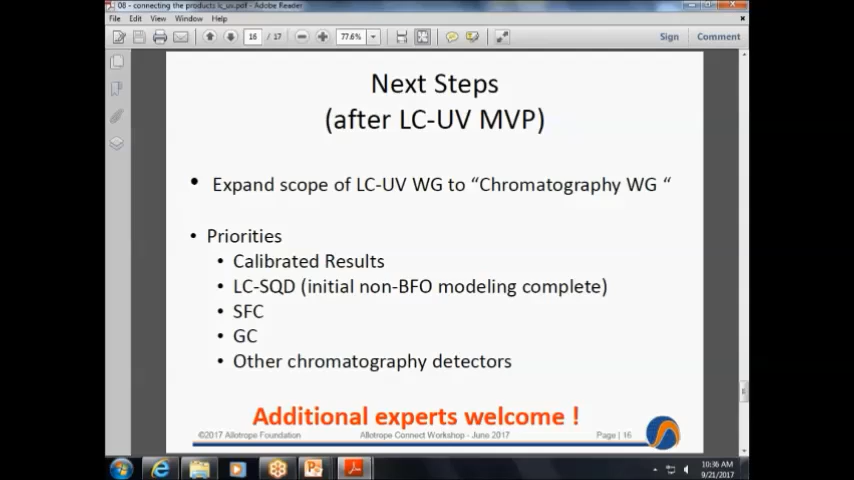 08 - connecting the products lc_uv.pdf - Adobe Reader
File Edit View Window Help
16 / 17 77.6% Sign Comment
Next Steps
(after LC-UV MVP)
• Expand scope of LC-UV WG to “Chromatography WG “
• Priorities
• Calibrated Results
• LC-SQD (initial non-BFO modeling complete)
• SFC
• GC
• Other chromatography detectors
Additional experts welcome !
©2017 Allotrope Foundation Allotrope Connect Workshop - June 2017 Page | 16
10:36 AM
9/21/2017